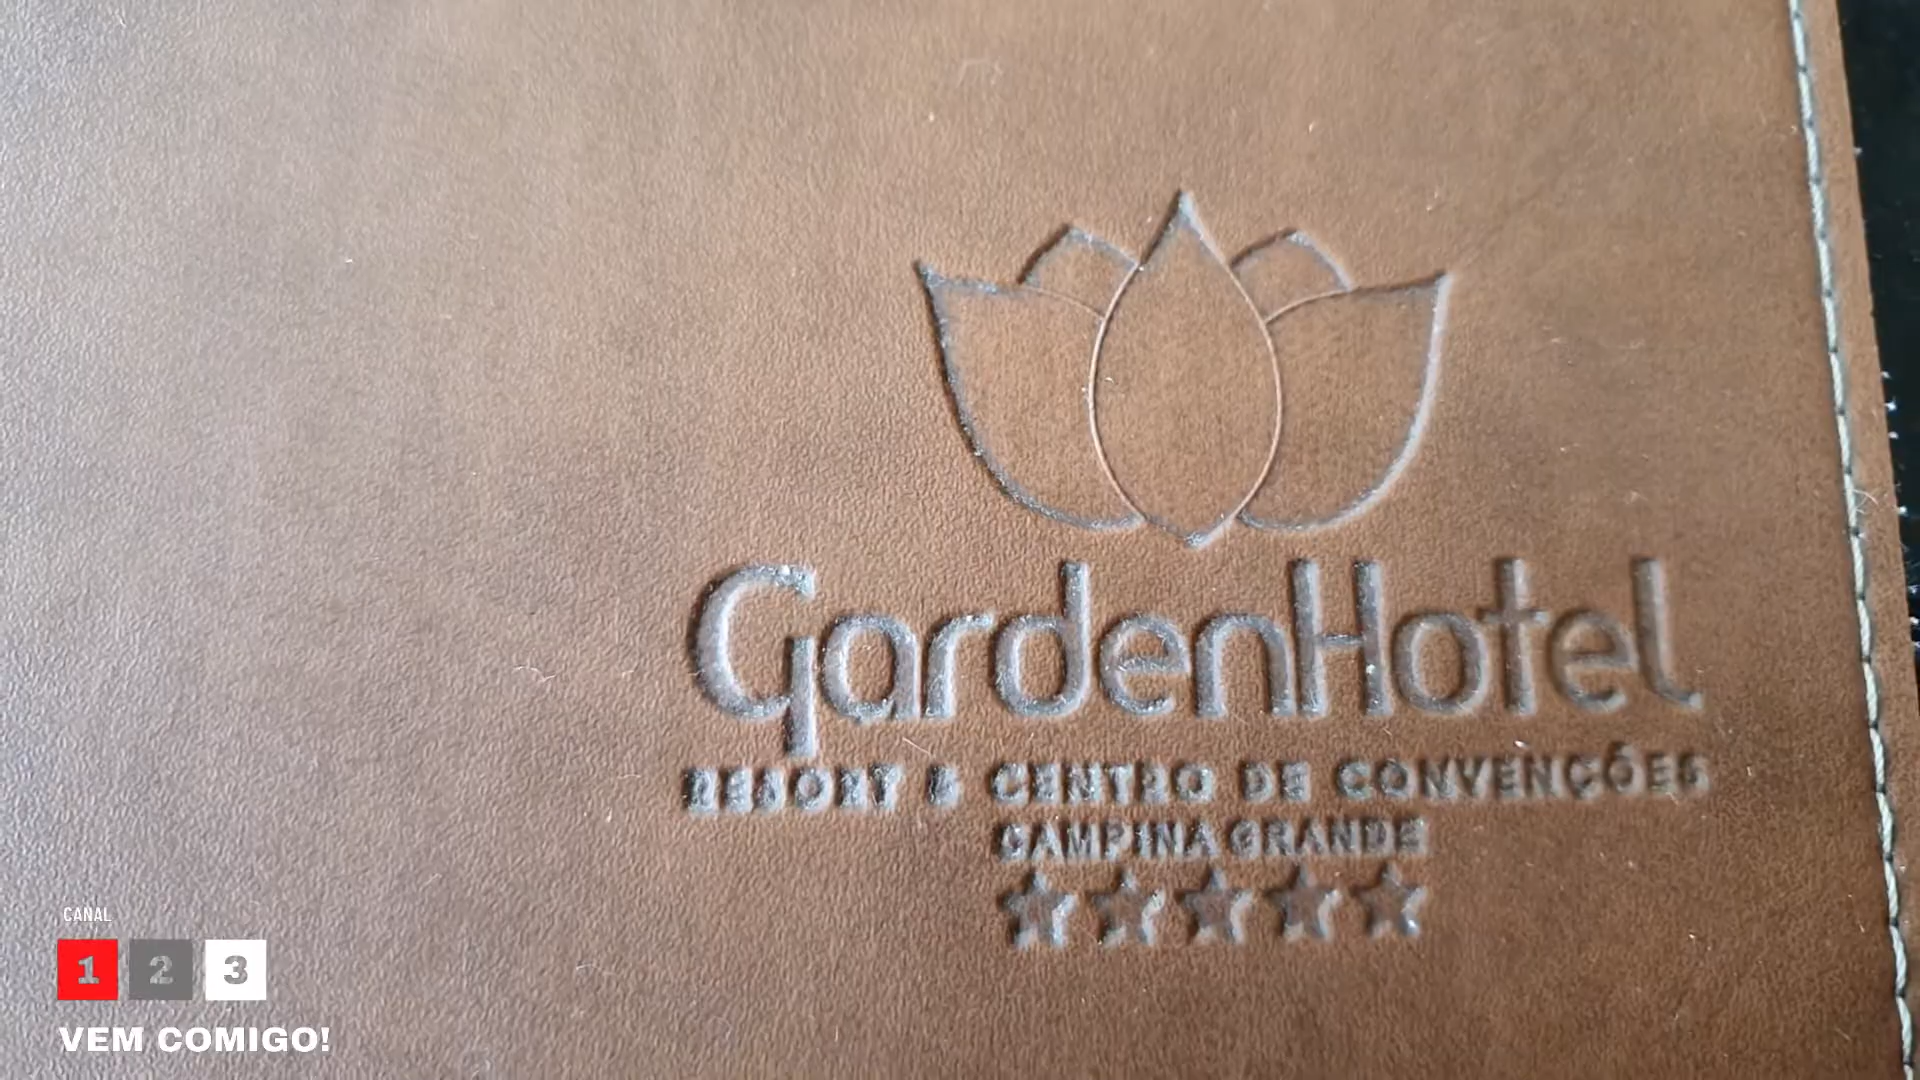 GardenHotel
RESORT & CENTRO DE CONVENÇÕES
CAMPINA GRANDE
CANAL
1 2 3
VEM COMIGO!